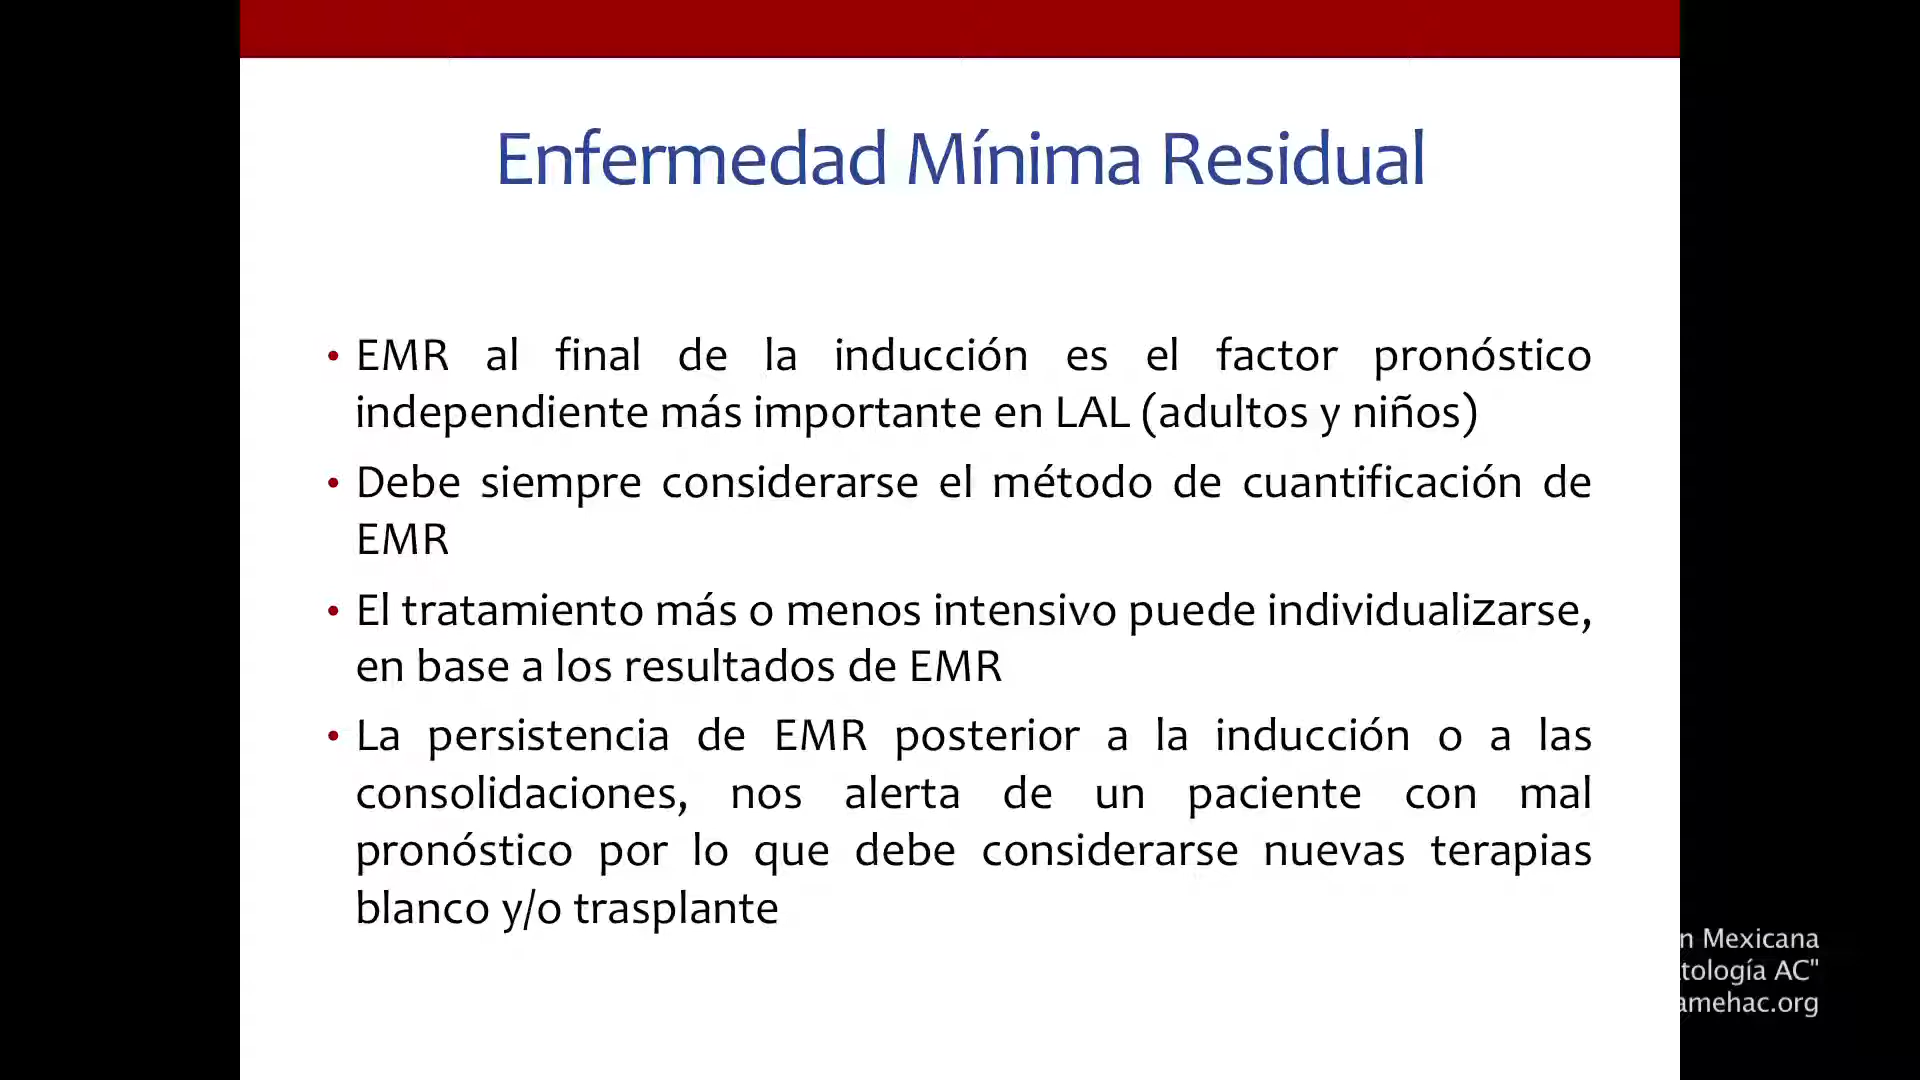 Enfermedad Mínima Residual
• EMR al final de la inducción es el factor pronóstico
independiente más importante en LAL (adultos y niños)
• Debe siempre considerarse el método de cuantificación de
EMR
• El tratamiento más o menos intensivo puede individualizarse,
en base a los resultados de EMR
• La persistencia de EMR posterior a la inducción o a las
consolidaciones, nos alerta de un paciente con mal
pronóstico por lo que debe considerarse nuevas terapias
blanco y/o trasplante
n Mexicana
tología AC"
amehac.org